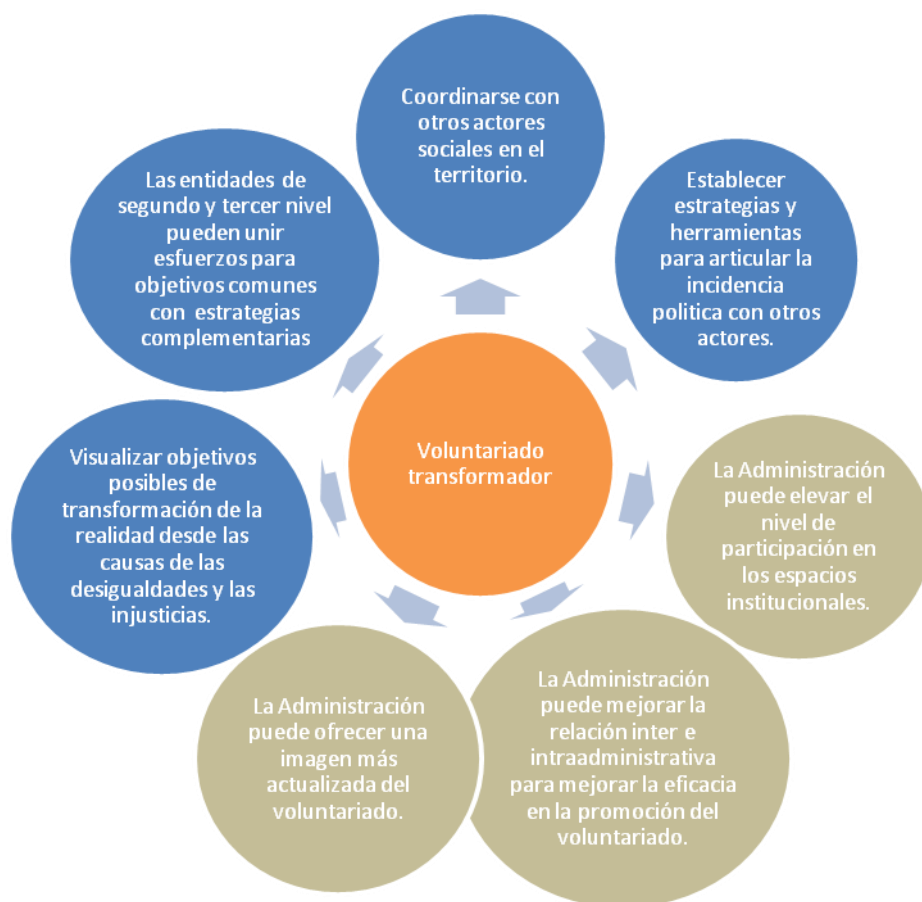 Coordinarse con
otros actores
sociales en el
territorio.
Establecer
estrategias y
herramientas
para articular la
incidencia
politica con otros
actores.
La Administración
puede elevar el
nivel de
participación en
los espacios
institucionales.
La Administración
puede mejorar la
relación inter e
intraadministrativa
para mejorar la eficacia
en la promoción del
voluntariado.
La Administración
puede ofrecer una
imagen más
actualizada del
voluntariado.
Visualizar objetivos
posibles de
transformación de la
realidad desde las
causas de las
desigualdades y las
injusticias.
Las entidades de
segundo y tercer nivel
pueden unir
esfuerzos para
objetivos comunes
con estrategias
complementarias
Voluntariado
transformador